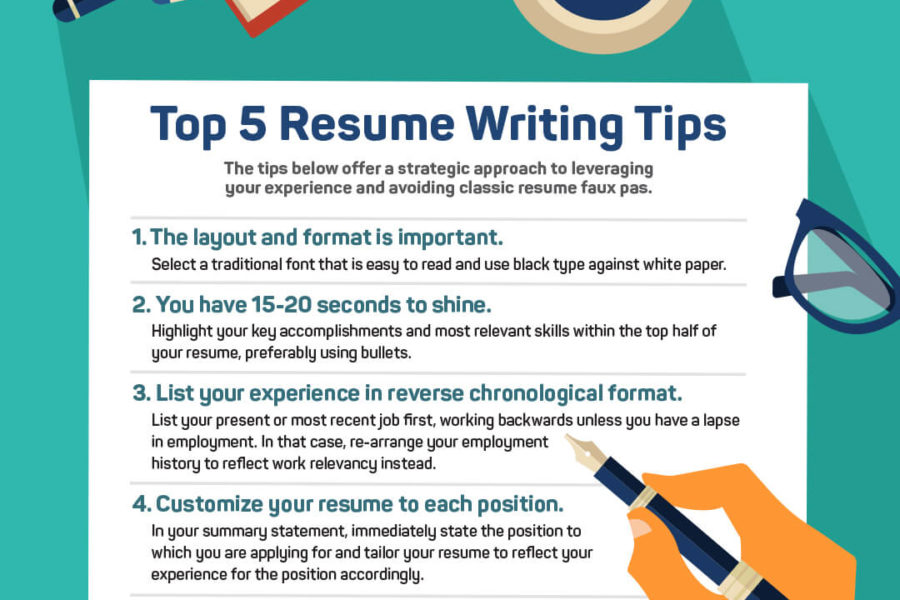 Top 5 Resume Writing Tips
The tips below offer a strategic approach to leveraging
your experience and avoiding classic resume faux pas.
1. The layout and format is important.
Select a traditional font that is easy to read and use black type against white paper.
2. You have 15-20 seconds to shine.
Highlight your key accomplishments and most relevant skills within the top half of
your resume, preferably using bullets.
3. List your experience in reverse chronological format.
List your present or most recent job first, working backwards unless you have a lapse
in employment. In that case, re-arrange your employment
history to reflect work relevancy instead.
4. Customize your resume to each position.
In your summary statement, immediately state the position to
which you are applying for and tailor your resume to reflect your
experience for the position accordingly.